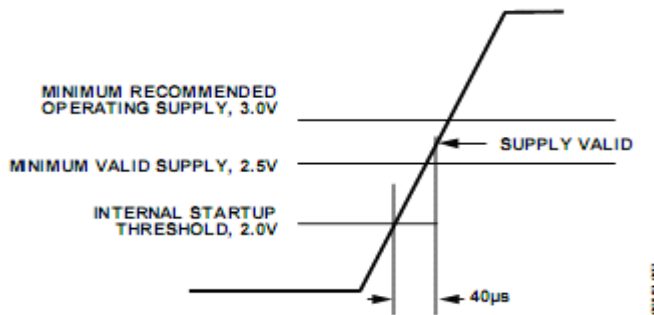 MINIMUM RECOMMENDED
OPERATING SUPPLY, 3.0V
SUPPLY VALID
MINIMUM VALID SUPPLY, 2.5V
INTERNAL STARTUP
THRESHOLD, 2.0V
40µs